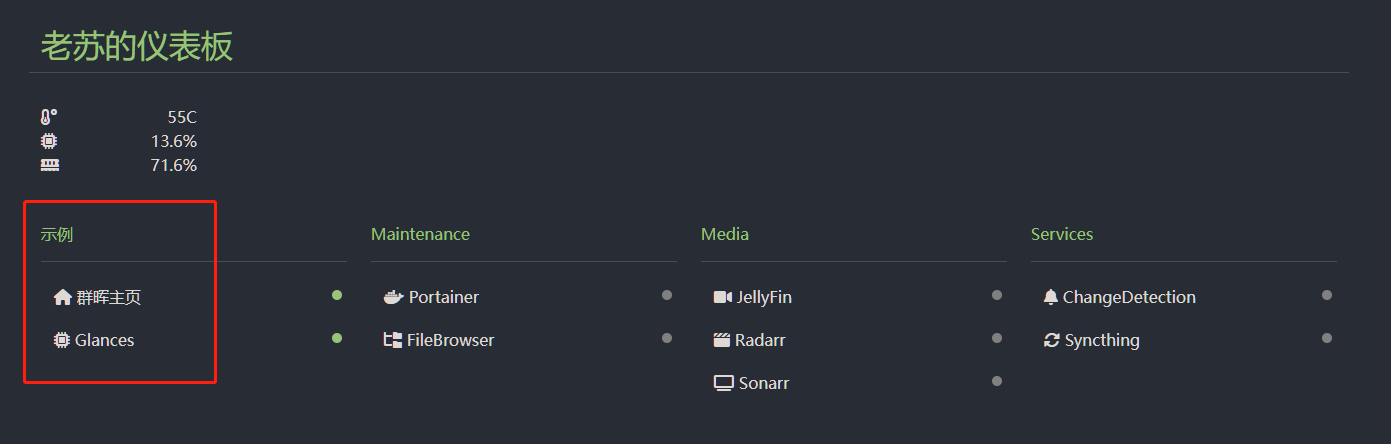 老苏的仪表板
55C
13.6%
71.6%
示例
群晖主页
Glances
Maintenance
Portainer
FileBrowser
Media
JellyFin
Radarr
Sonarr
Services
ChangeDetection
Syncthing